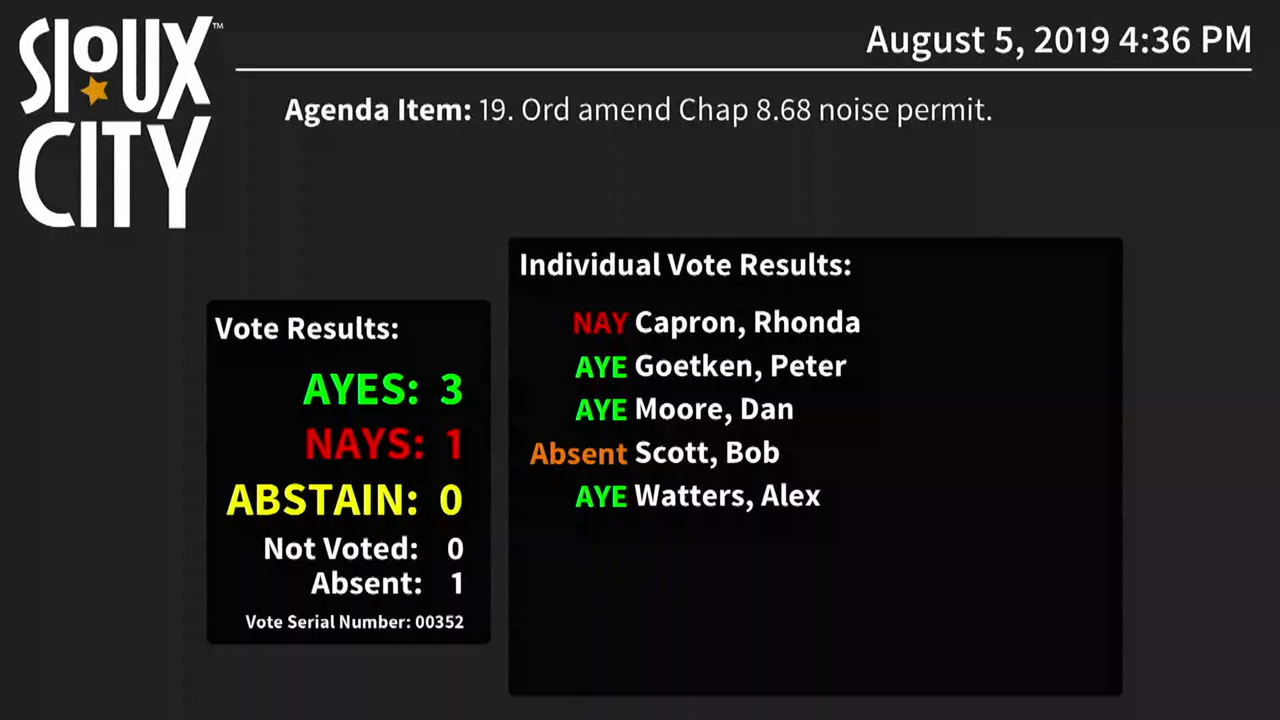 SIOUX™
CITY
August 5, 2019 4:36 PM
Agenda Item: 19. Ord amend Chap 8.68 noise permit.
Vote Results:
AYES: 3
NAYS: 1
ABSTAIN: 0
Not Voted: 0
Absent: 1
Vote Serial Number: 00352
Individual Vote Results:
NAY Capron, Rhonda
AYE Goetken, Peter
AYE Moore, Dan
Absent Scott, Bob
AYE Watters, Alex